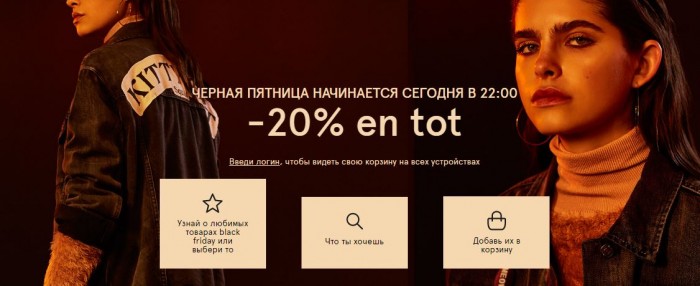 KITT
ЧЕРНАЯ ПЯТНИЦА НАЧИНАЕТСЯ СЕГОДНЯ В 22:00
-20% en tot
Введи логин, чтобы видеть свою корзину на всех устройствах
Узнай о любимых
товарах black
friday или
выбери то
Что ты хочешь
Добавь их в
корзину